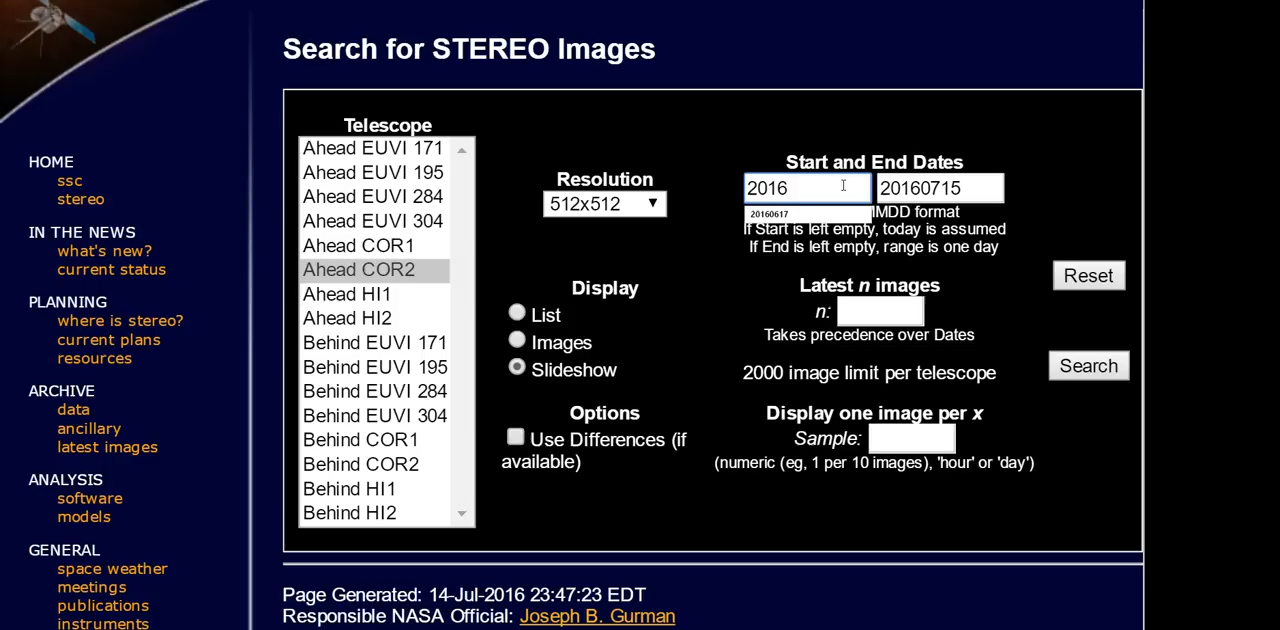 Search for STEREO Images
HOME
ssc
stereo
IN THE NEWS
what's new?
current status
PLANNING
where is stereo?
current plans
resources
ARCHIVE
data
ancillary
latest images
ANALYSIS
software
models
GENERAL
space weather
meetings
publications
instruments
Telescope
Ahead EUVI 171
Ahead EUVI 195
Ahead EUVI 284
Ahead EUVI 304
Ahead COR1
Ahead COR2
Ahead HI1
Ahead HI2
Behind EUVI 171
Behind EUVI 195
Behind EUVI 284
Behind EUVI 304
Behind COR1
Behind COR2
Behind HI1
Behind HI2
Resolution
512x512
Display
List
Images
Slideshow
Options
Use Differences (if
available)
Start and End Dates
2016 20160715
20160617 MDD format
If Start is left empty, today is assumed
If End is left empty, range is one day
Latest n images
n:
Takes precedence over Dates
2000 image limit per telescope
Display one image per x
Sample:
(numeric (eg, 1 per 10 images), 'hour' or 'day')
Reset
Search
Page Generated: 14-Jul-2016 23:47:23 EDT
Responsible NASA Official: Joseph B. Gurman